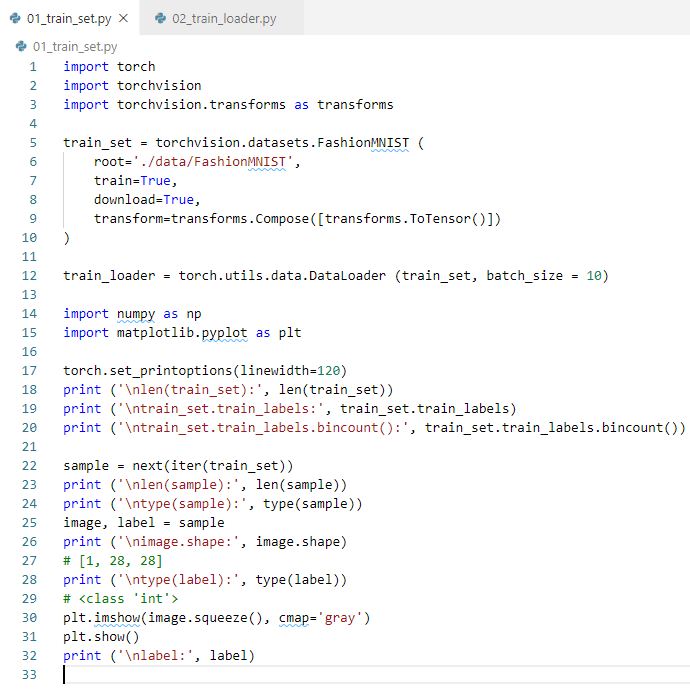 01_train_set.py × 02_train_loader.py
01_train_set.py
1 import torch
2 import torchvision
3 import torchvision.transforms as transforms
4
5 train_set = torchvision.datasets.FashionMNIST (
6     root='./data/FashionMNIST',
7     train=True,
8     download=True,
9     transform=transforms.Compose([transforms.ToTensor()])
10 )
11
12 train_loader = torch.utils.data.DataLoader (train_set, batch_size = 10)
13
14 import numpy as np
15 import matplotlib.pyplot as plt
16
17 torch.set_printoptions(linewidth=120)
18 print ('\nlen(train_set):', len(train_set))
19 print ('\ntrain_set.train_labels:', train_set.train_labels)
20 print ('\ntrain_set.train_labels.bincount():', train_set.train_labels.bincount())
21
22 sample = next(iter(train_set))
23 print ('\nlen(sample):', len(sample))
24 print ('\ntype(sample):', type(sample))
25 image, label = sample
26 print ('\nimage.shape:', image.shape)
27 # [1, 28, 28]
28 print ('\ntype(label):', type(label))
29 # <class 'int'>
30 plt.imshow(image.squeeze(), cmap='gray')
31 plt.show()
32 print ('\nlabel:', label)
33